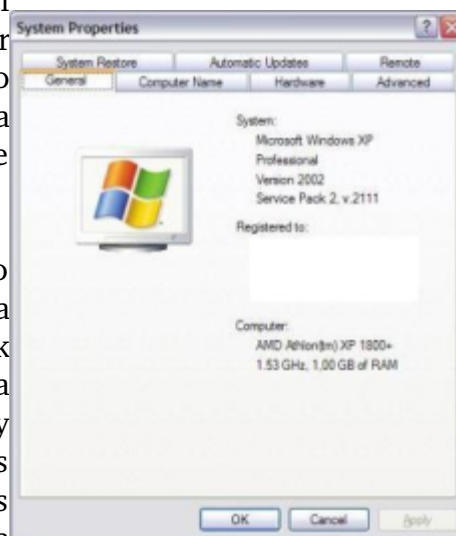 System Properties
System Restore Automatic Updates Remote
General Computer Name Hardware Advanced
System:
Microsoft Windows XP
Professional
Version 2002
Service Pack 2, v.2111
Registered to:
Computer:
AMD Athlon(tm) XP 1800+
1.53 GHz, 1,00 GB of RAM
OK Cancel Apply